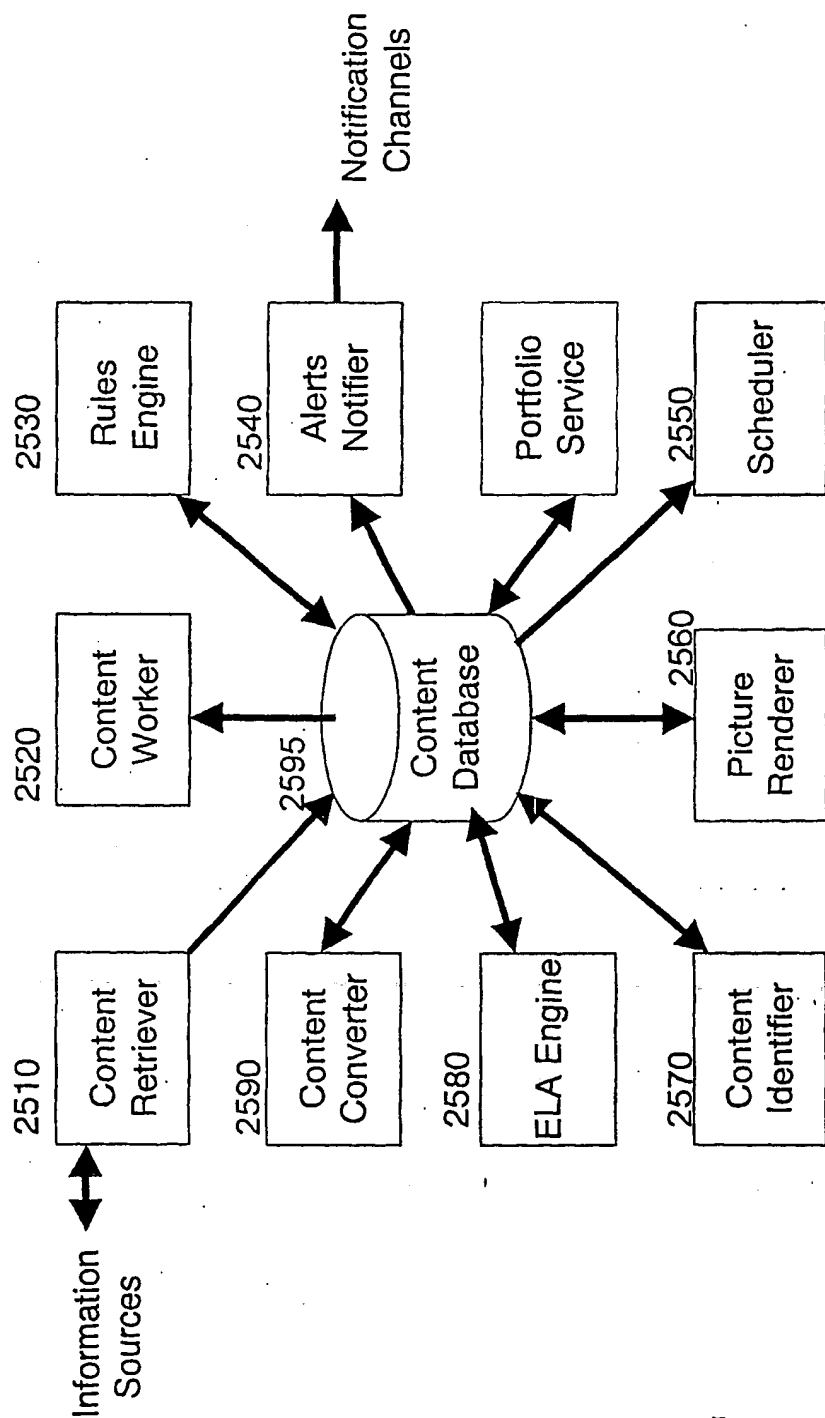 Information
Sources
2510
Content
Retriever
2520
Content
Worker
2530
Rules
Engine
2590
Content
Converter
2595
Content
Database
2540
Alerts
Notifier
Notification
Channels
2580
ELA Engine
Portfolio
Service
2570
Content
Identifier
2560
Picture
Renderer
2550
Scheduler